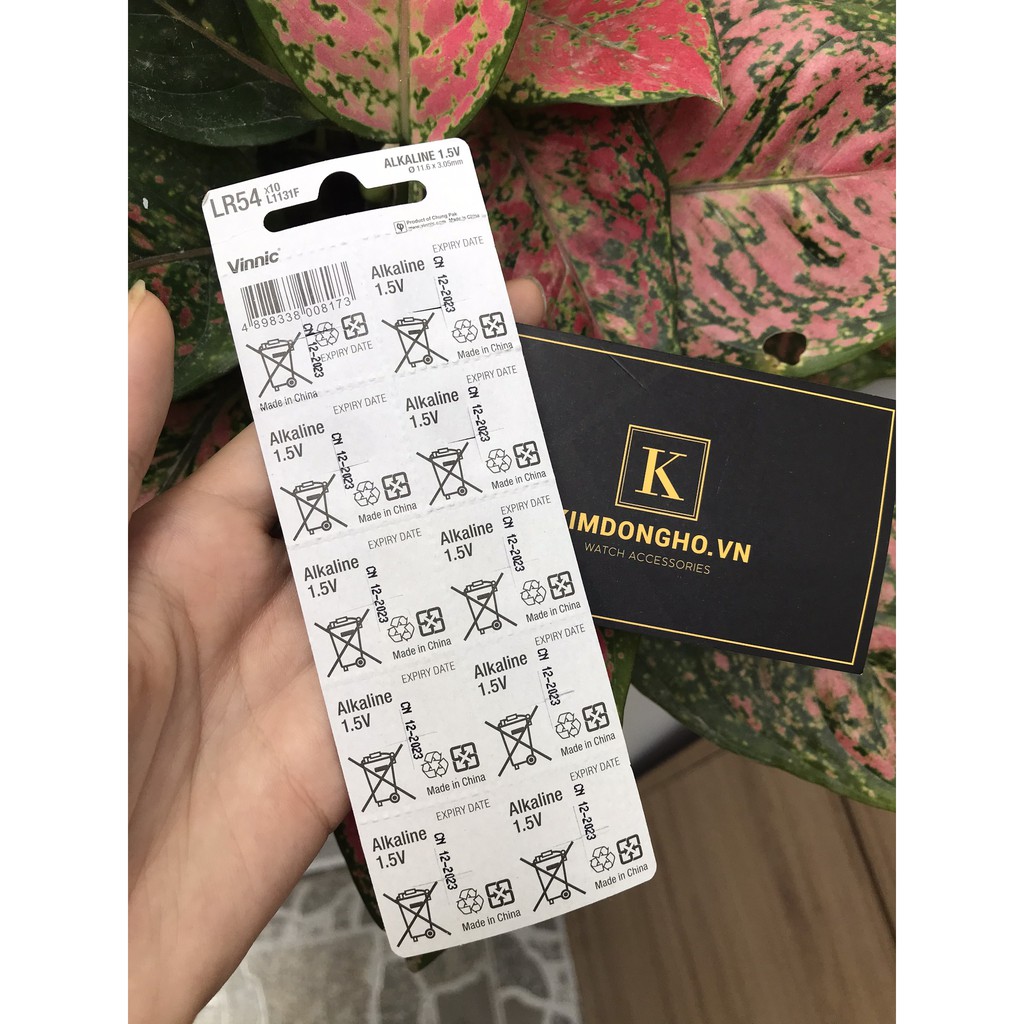 LR54 x10
L1131F
ALKALINE 1.5V
Ø 11.6 x 3.05mm
Product of Chung Pak
Vinnic®
4 898338 008173
CN 12-2023
EXPIRY DATE
Made in China
EXPIRY DATE
Alkaline
1.5V
CN 12-2023
Made in China
EXPIRY DATE
Alkaline
1.5V
CN 12-2023
Made in China
EXPIRY DATE
Alkaline
1.5V
CN 12-2023
Made in China
EXPIRY DATE
Alkaline
1.5V
CN 12-2023
Made in China
EXPIRY DATE
Alkaline
1.5V
CN 12-2023
Made in China
EXPIRY DATE
Alkaline
1.5V
CN 12-2023
Made in China
EXPIRY DATE
Alkaline
1.5V
CN 12-2023
Made in China
EXPIRY DATE
Alkaline
1.5V
CN 12-2023
Made in China
EXPIRY DATE
Alkaline
1.5V
CN 12-2023
Made in China
K
KIMDONGHO.VN
WATCH ACCESSORIES